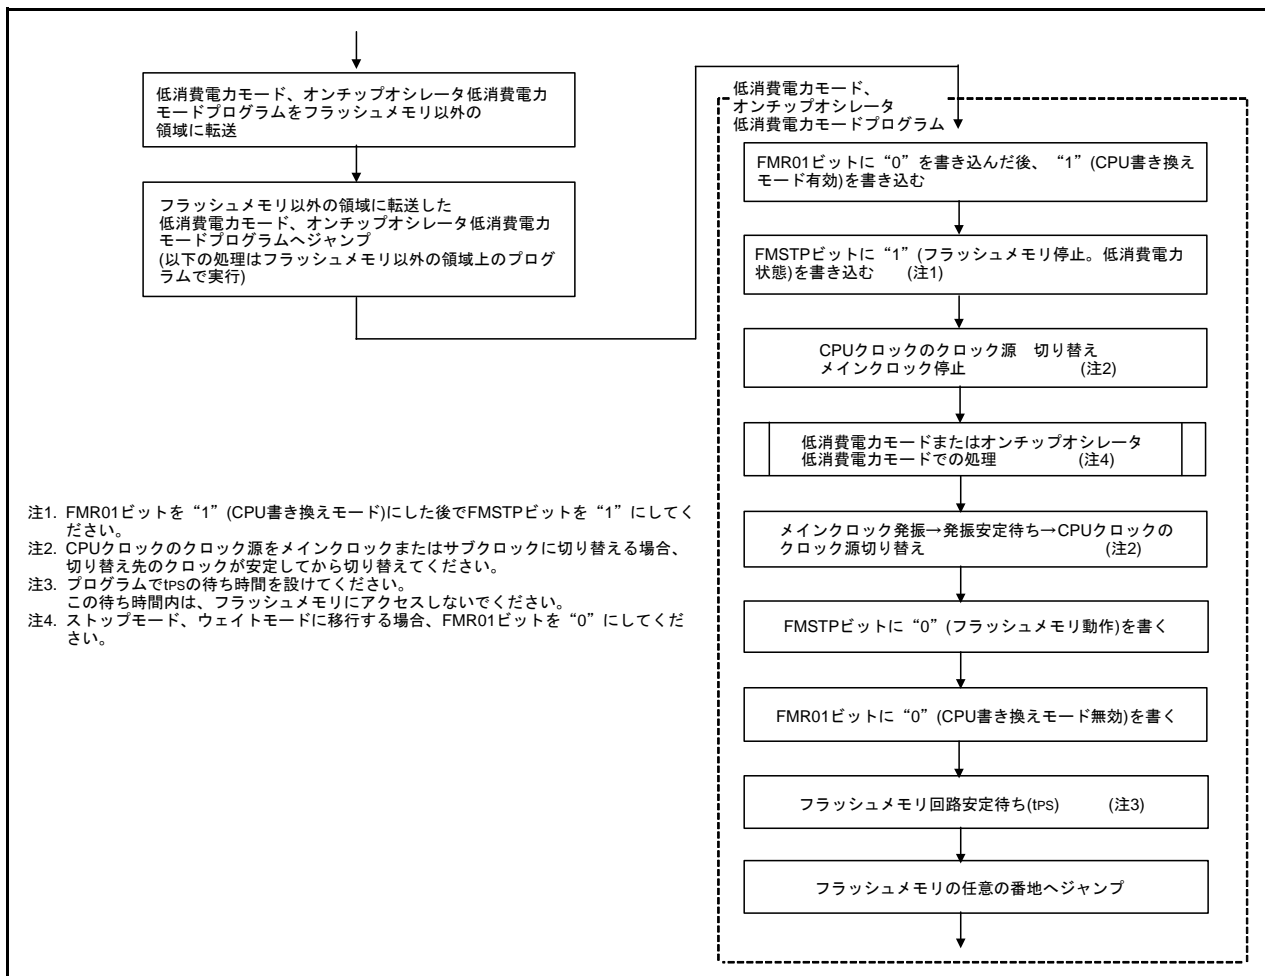 低消費電力モード、オンチップオシレータ低消費電力
モードプログラムをフラッシュメモリ以外の
領域に転送
フラッシュメモリ以外の領域に転送した
低消費電力モード、オンチップオシレータ低消費電力
モードプログラムへジャンプ
(以下の処理はフラッシュメモリ以外の領域上のプログ
ラムで実行)
低消費電力モード、
オンチップオシレータ
低消費電力モードプログラム
FMR01ビットに“0”を書き込んだ後、“1”(CPU書き換え
モード有効)を書き込む
FMSTPビットに“1”(フラッシュメモリ停止。低消費電力
状態)を書き込む (注1)
CPUクロックのクロック源 切り替え
メインクロック停止 (注2)
低消費電力モードまたはオンチップオシレータ
低消費電力モードでの処理 (注4)
メインクロック発振→発振安定待ち→CPUクロックの
クロック源切り替え (注2)
FMSTPビットに“0”(フラッシュメモリ動作)を書く
FMR01ビットに“0”(CPU書き換えモード無効)を書く
フラッシュメモリ回路安定待ち(tPS) (注3)
フラッシュメモリの任意の番地へジャンプ
注1. FMR01ビットを“1”(CPU書き換えモード)にした後でFMSTPビットを“1”にしてく
ださい。
注2. CPUクロックのクロック源をメインクロックまたはサブクロックに切り替える場合、
切り替え先のクロックが安定してから切り替えてください。
注3. プログラムでtPSの待ち時間を設けてください。
この待ち時間内は、フラッシュメモリにアクセスしないでください。
注4. ストップモード、ウェイトモードに移行する場合、FMR01ビットを“0”にしてくだ
さい。